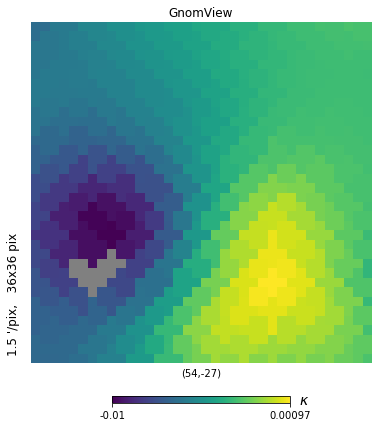 GnomView
1.5 '/pix,   36x36 pix
(54,-27)
-0.01
0.00097
κ